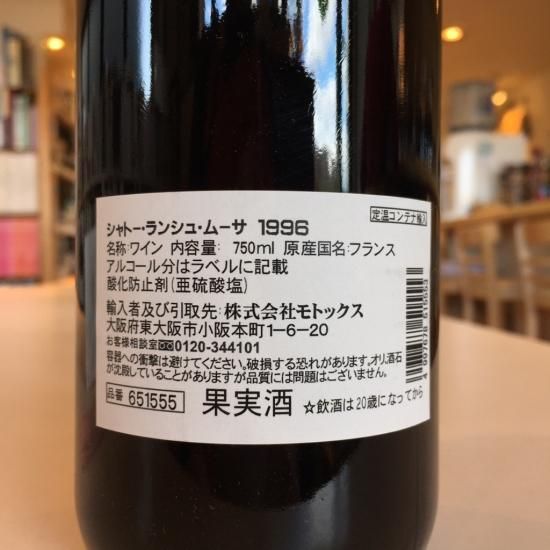 シャトー・ランシュ・ムーサ 1996
定温コンテナ輸入
名称:ワイン 内容量: 750ml 原産国名:フランス
アルコール分はラベルに記載
酸化防止剤(亜硫酸塩)
輸入者及び引取先:株式会社モトックス
大阪府東大阪市小阪本町1-6-20
お客様相談室☎0120-344101
容器への衝撃は避けてください。破損する恐れがあります。オリ、酒石
が沈殿していることがありますが品質には問題はございません。
品番 651555
果実酒
☆飲酒は20歳になってから